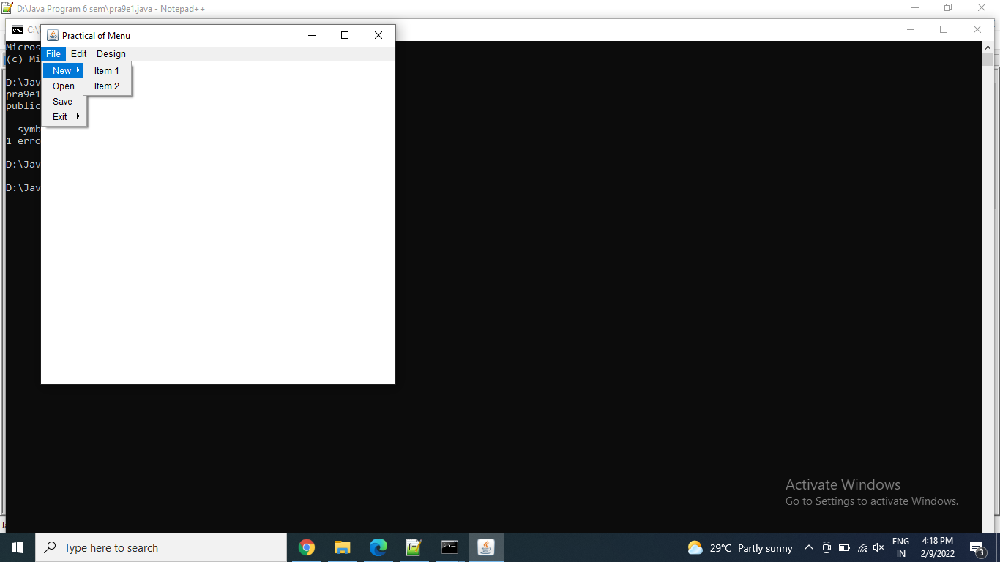 D:\Java Program 6 sem\pra9e1.java - Notepad++
C:\
Practical of Menu
Micros
(c) Mi
File Edit Design
New Item 1
Open Item 2
Save
Exit
D:\Jav
pra9e1
public
symb
1 erro
D:\Jav
D:\Jav
Activate Windows
Go to Settings to activate Windows.
Type here to search
29°C Partly sunny
ENG
IN
4:18 PM
2/9/2022
3